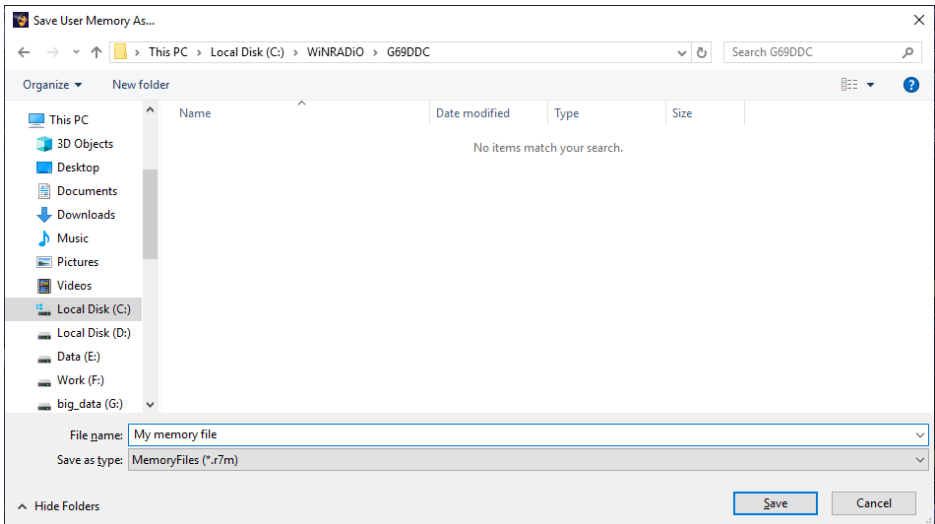 Save User Memory As...
This PC > Local Disk (C:) > WiNRADiO > G69DDC
Search G69DDC
Organize
New folder
Name
Date modified
Type
Size
No items match your search.
This PC
3D Objects
Desktop
Documents
Downloads
Music
Pictures
Videos
Local Disk (C:)
Local Disk (D:)
Data (E:)
Work (F:)
big_data (G:)
File name: My memory file
Save as type: MemoryFiles (*.r7m)
Hide Folders
Save
Cancel